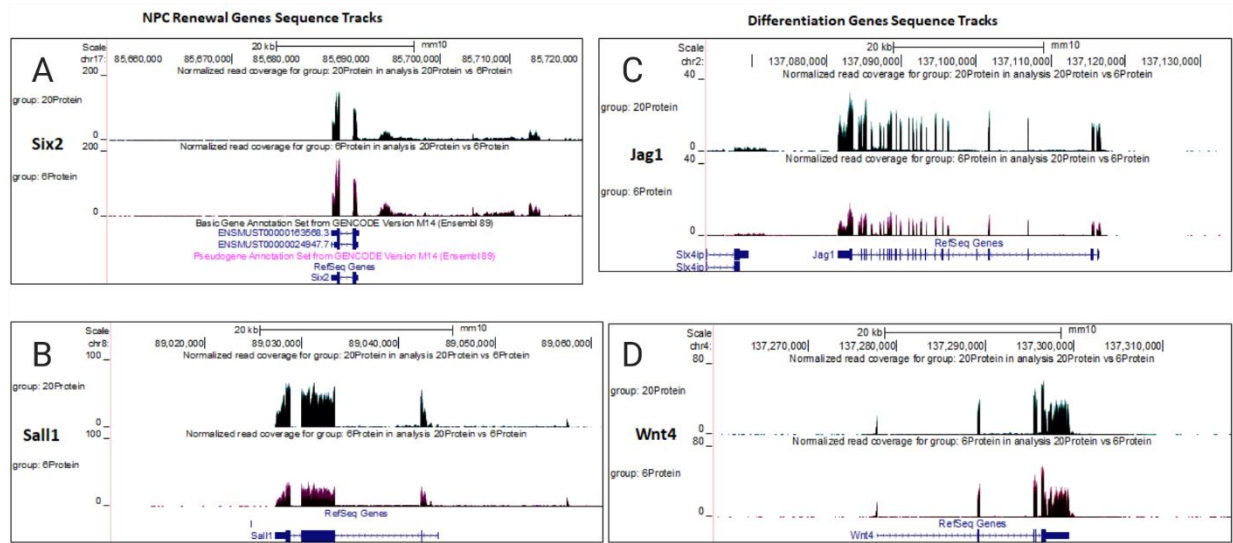 NPC Renewal Genes Sequence Tracks
Differentiation Genes Sequence Tracks
A
Six2
Scale 20 kb mm10
chr17: 85,660,000 85,670,000 85,680,000 85,690,000 85,700,000 85,710,000 85,720,000
200 Normalized read coverage for group: 20Protein in analysis 20Protein vs 6Protein
group: 20Protein
0
200 Normalized read coverage for group: 6Protein in analysis 20Protein vs 6Protein
group: 6Protein
0
Basic Gene Annotation Set from GENCODE Version M14 (Ensembl 89)
ENSMUST00000163568.3
ENSMUST00000024947.7
Pseudogene Annotation Set from GENCODE Version M14 (Ensembl 89)
RefSeq Genes
Six2
B
Sall1
Scale 20 kb mm10
chr8: 89,020,000 89,030,000 89,040,000 89,050,000 89,060,000
100 Normalized read coverage for group: 20Protein in analysis 20Protein vs 6Protein
group: 20Protein
0
100 Normalized read coverage for group: 6Protein in analysis 20Protein vs 6Protein
group: 6Protein
0
RefSeq Genes
Sall1
C
Jag1
Scale 20 kb mm10
chr2: 137,080,000 137,090,000 137,100,000 137,110,000 137,120,000 137,130,000
40 Normalized read coverage for group: 20Protein in analysis 20Protein vs 6Protein
group: 20Protein
0
40 Normalized read coverage for group: 6Protein in analysis 20Protein vs 6Protein
group: 6Protein
0
RefSeq Genes
Slx4ip Jag1
Slx4ip
D
Wnt4
Scale 20 kb mm10
chr4: 137,270,000 137,280,000 137,290,000 137,300,000 137,310,000
80 Normalized read coverage for group: 20Protein in analysis 20Protein vs 6Protein
group: 20Protein
0
80 Normalized read coverage for group: 6Protein in analysis 20Protein vs 6Protein
group: 6Protein
0
RefSeq Genes
Wnt4